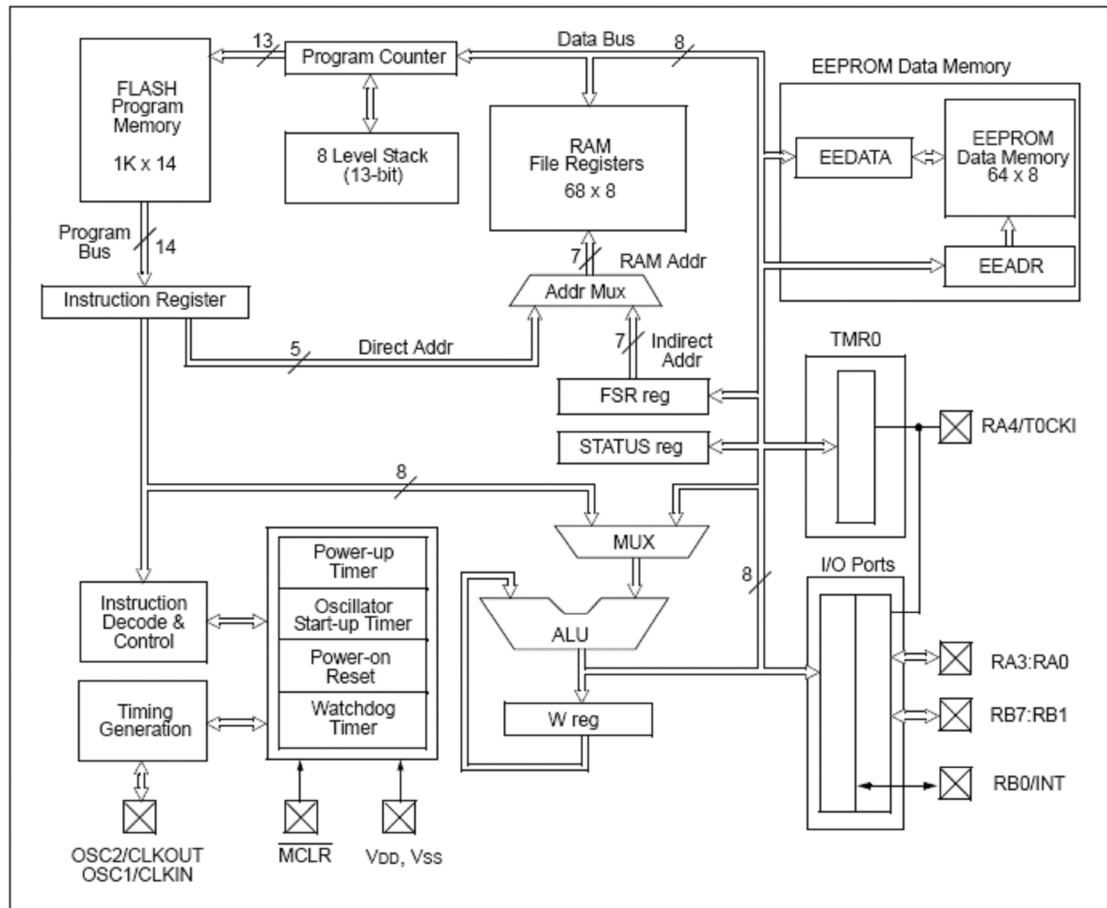 13
Program Counter
Data Bus
8
EEPROM Data Memory
FLASH
Program
Memory
1K x 14
8 Level Stack
(13-bit)
RAM
File Registers
68 x 8
EEDATA
EEPROM
Data Memory
64 x 8
Program
Bus
14
7
RAM Addr
EEADR
Instruction Register
Addr Mux
5
Direct Addr
7
Indirect
Addr
TMR0
FSR reg
RA4/T0CKI
STATUS reg
8
MUX
Power-up
Timer
8
I/O Ports
Instruction
Decode &
Control
Oscillator
Start-up Timer
ALU
Power-on
Reset
RA3:RA0
Timing
Generation
Watchdog
Timer
W reg
RB7:RB1
RB0/INT
OSC2/CLKOUT
OSC1/CLKIN
MCLR
VDD, VSS